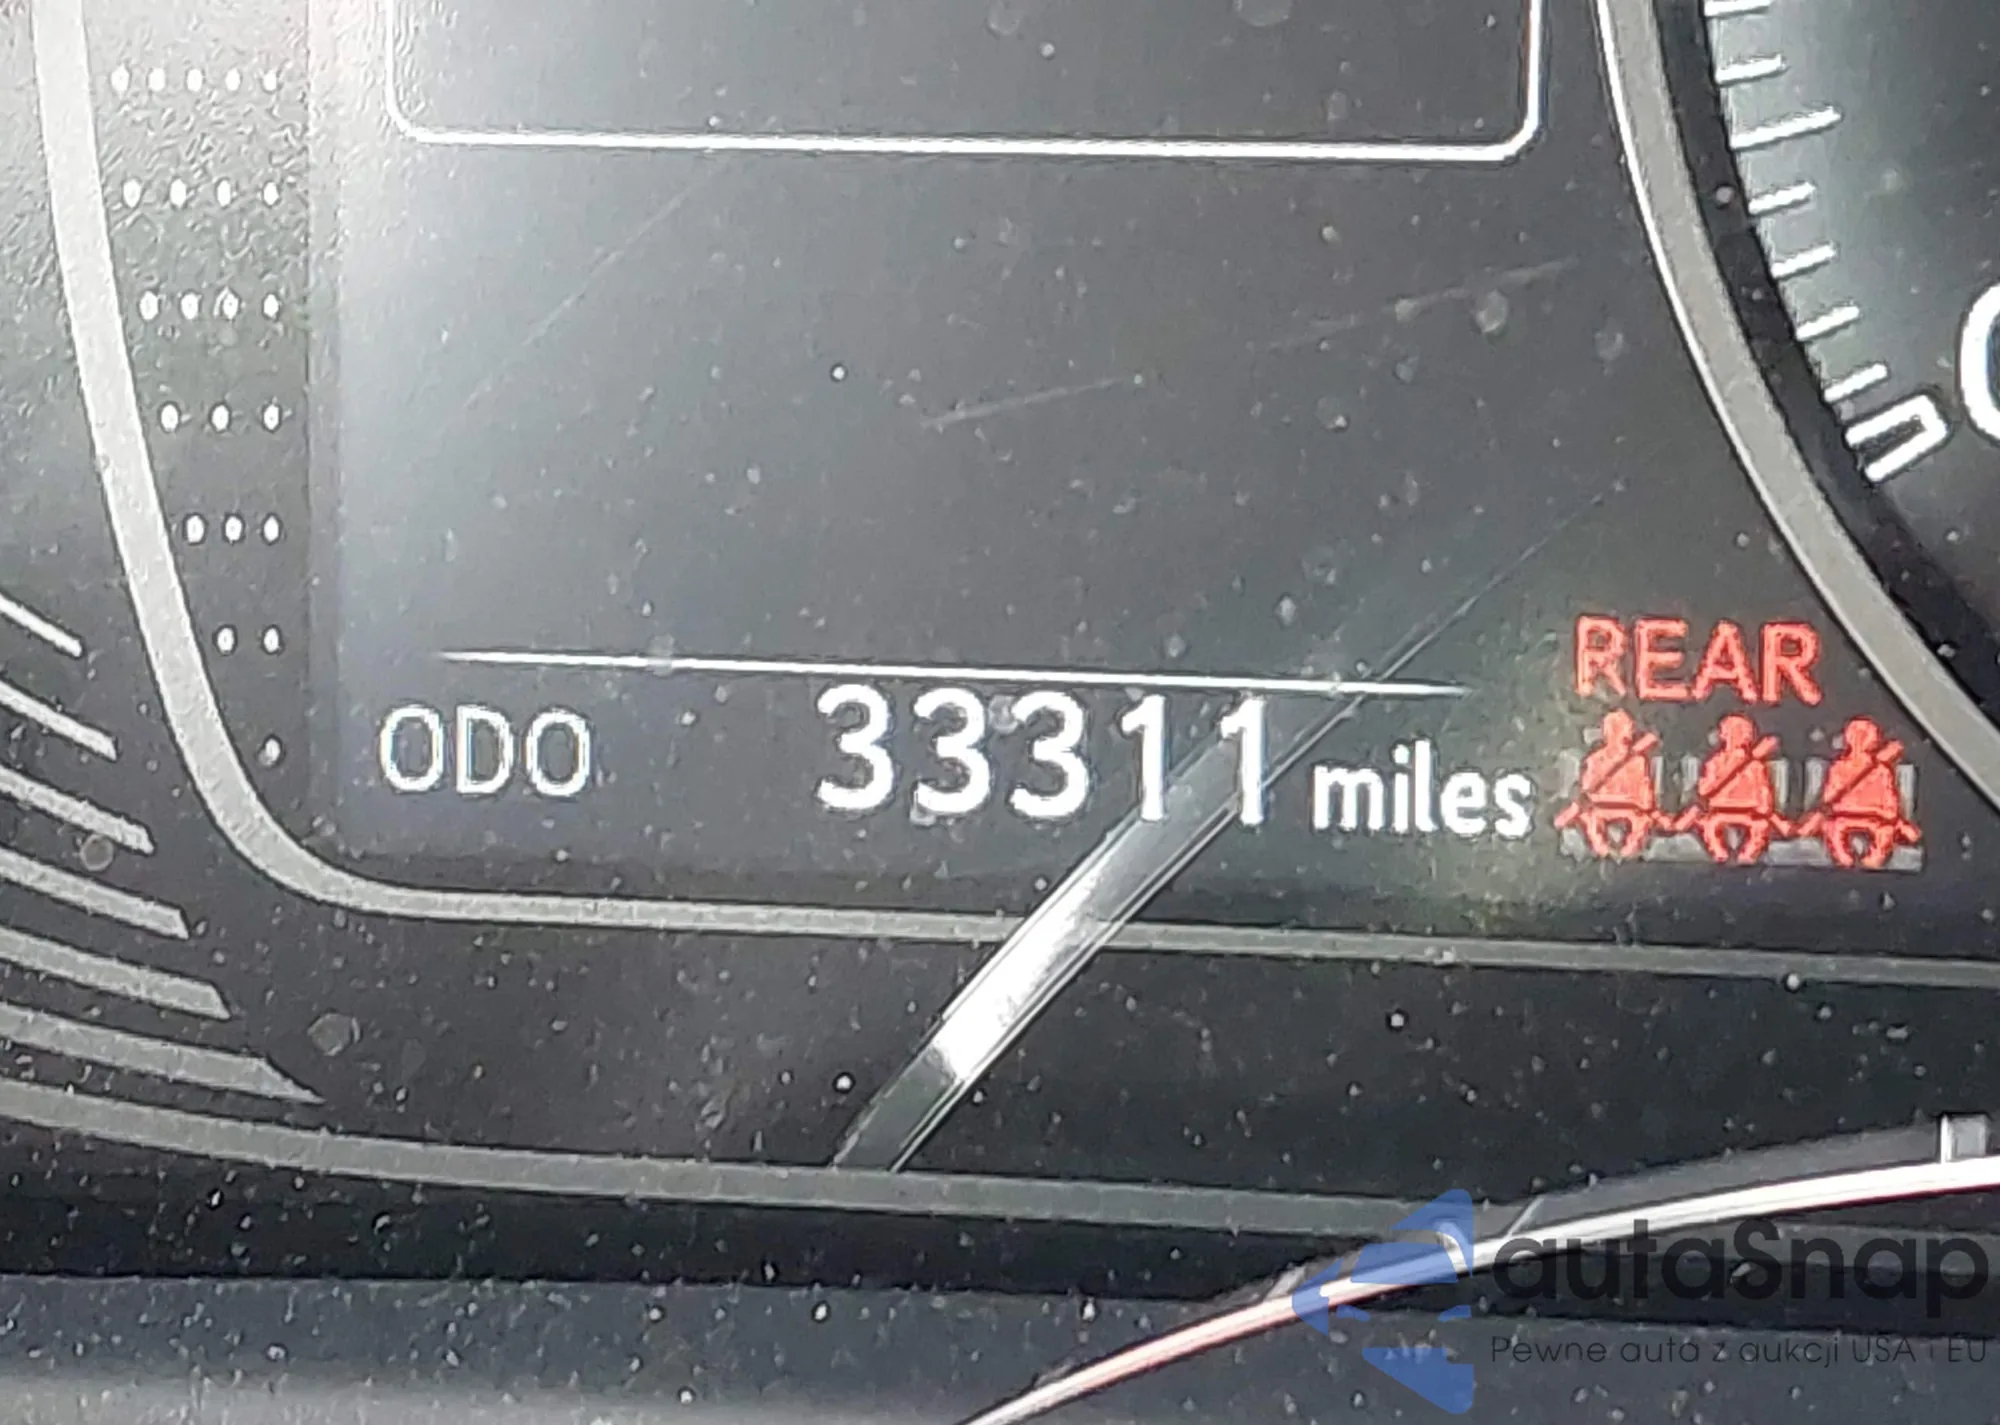 REAR
ODO 33311 miles
autaSnap
Pewne auta z aukcji USA i EU